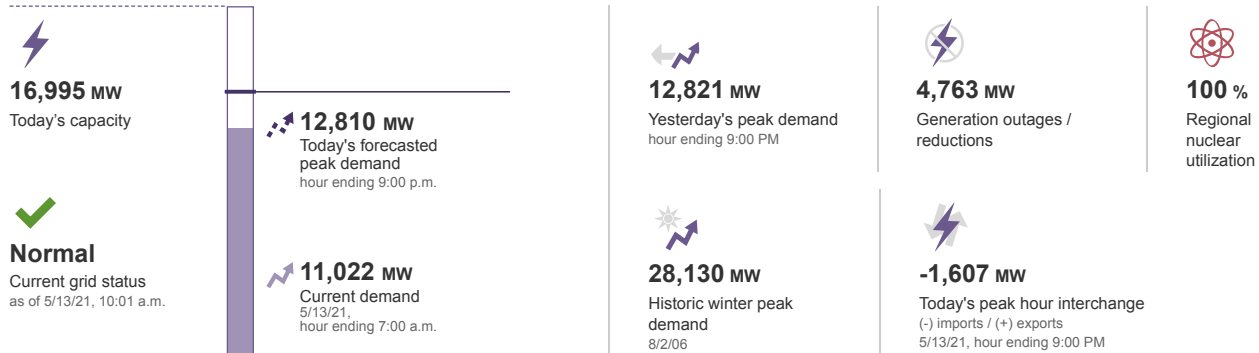 16,995 MW
Today's capacity
Normal
Current grid status
as of 5/13/21, 10:01 a.m.
12,810 MW
Today's forecasted
peak demand
hour ending 9:00 p.m.
11,022 MW
Current demand
5/13/21,
hour ending 7:00 a.m.
12,821 MW
Yesterday's peak demand
hour ending 9:00 PM
4,763 MW
Generation outages /
reductions
100 %
Regional
nuclear
utilization
28,130 MW
Historic winter peak
demand
8/2/06
-1,607 MW
Today's peak hour interchange
(-) imports / (+) exports
5/13/21, hour ending 9:00 PM